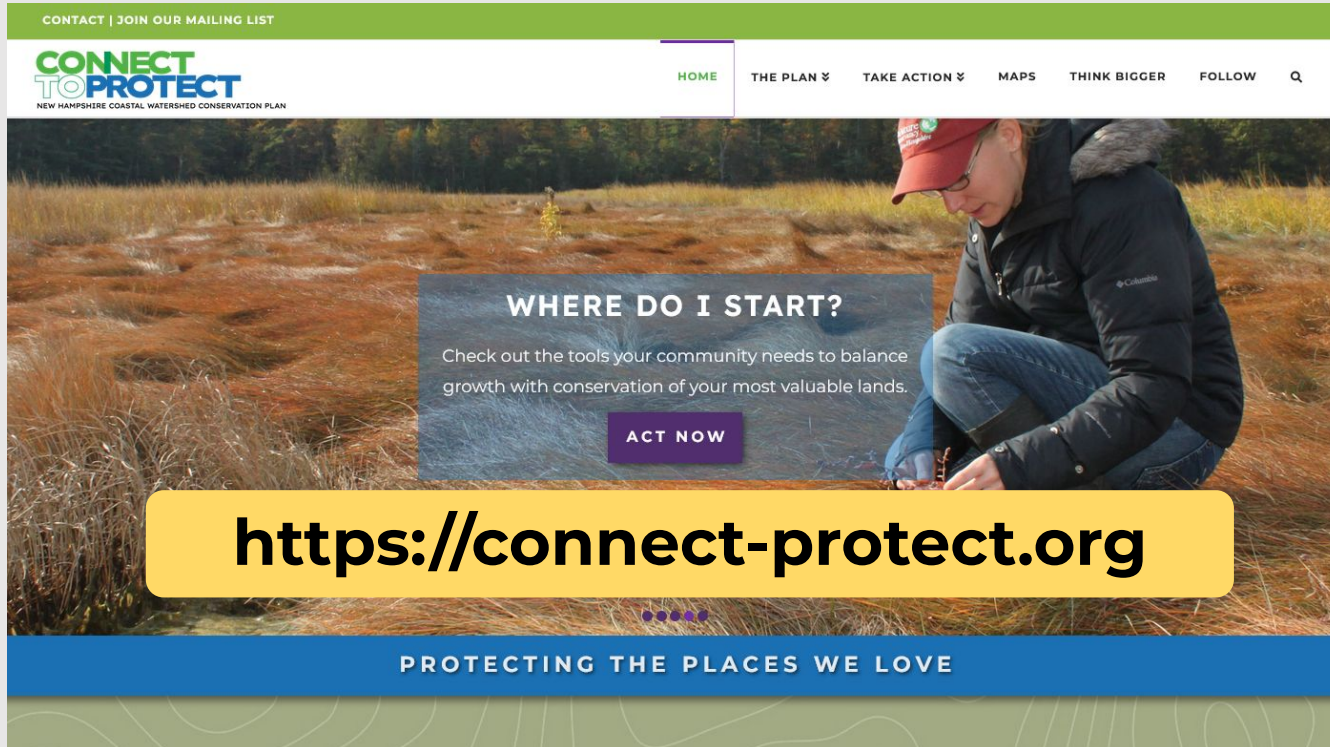 CONTACT | JOIN OUR MAILING LIST
CONNECT
TOPROTECT
NEW HAMPSHIRE COASTAL WATERSHED CONSERVATION PLAN
HOME THE PLAN TAKE ACTION MAPS THINK BIGGER FOLLOW
WHERE DO I START?
Check out the tools your community needs to balance
growth with conservation of your most valuable lands.
ACT NOW
Columbia
https://connect-protect.org
PROTECTING THE PLACES WE LOVE